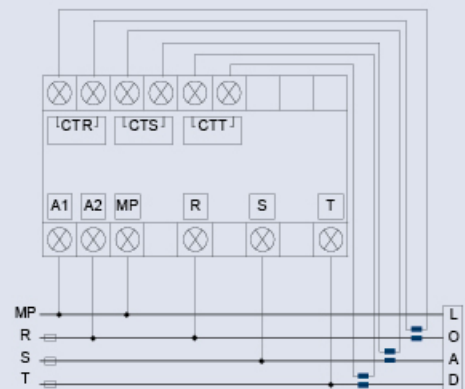 CTR CTS CTT
A1 A2 MP R S T
MP L
R O
S A
T D